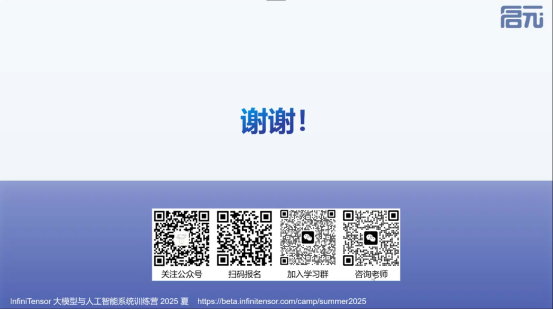 启元
谢谢！
关注公众号 扫码报名 加入学习群 咨询老师
InfiniTensor 大模型与人工智能系统训练营 2025 夏 https://beta.infinitensor.com/camp/summer2025